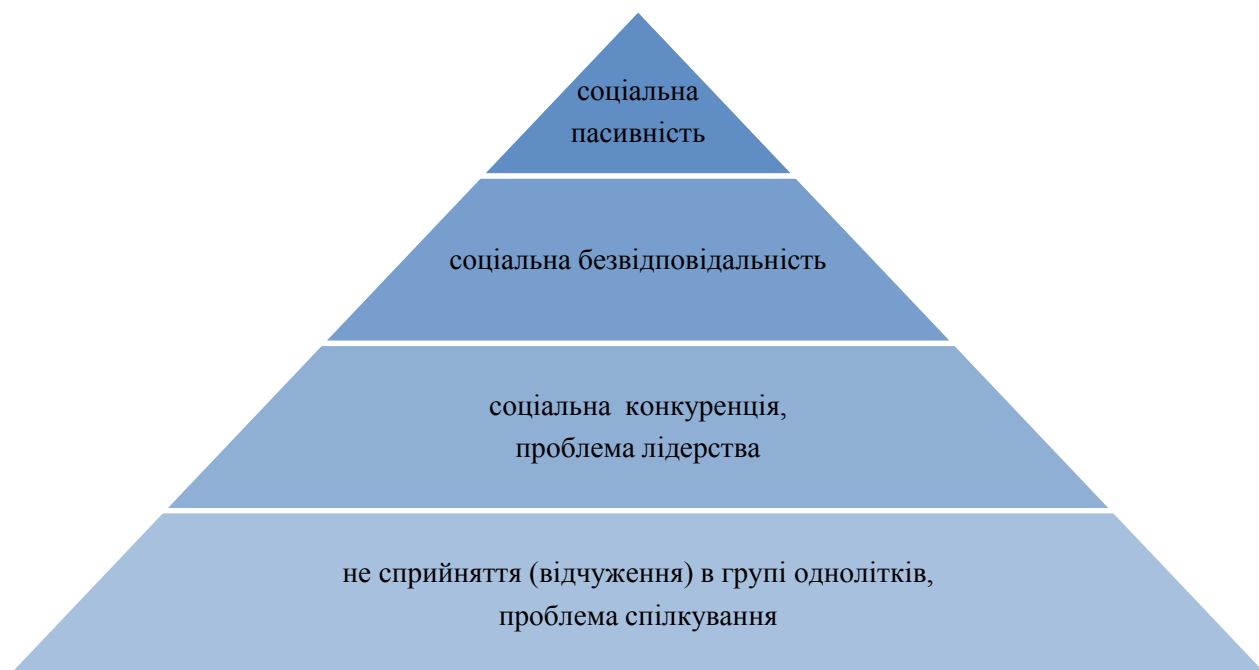 соціальна
пасивність
соціальна безвідповідальність
соціальна  конкуренція,
проблема лідерства
не сприйняття (відчуження) в групі однолітків,
проблема спілкування